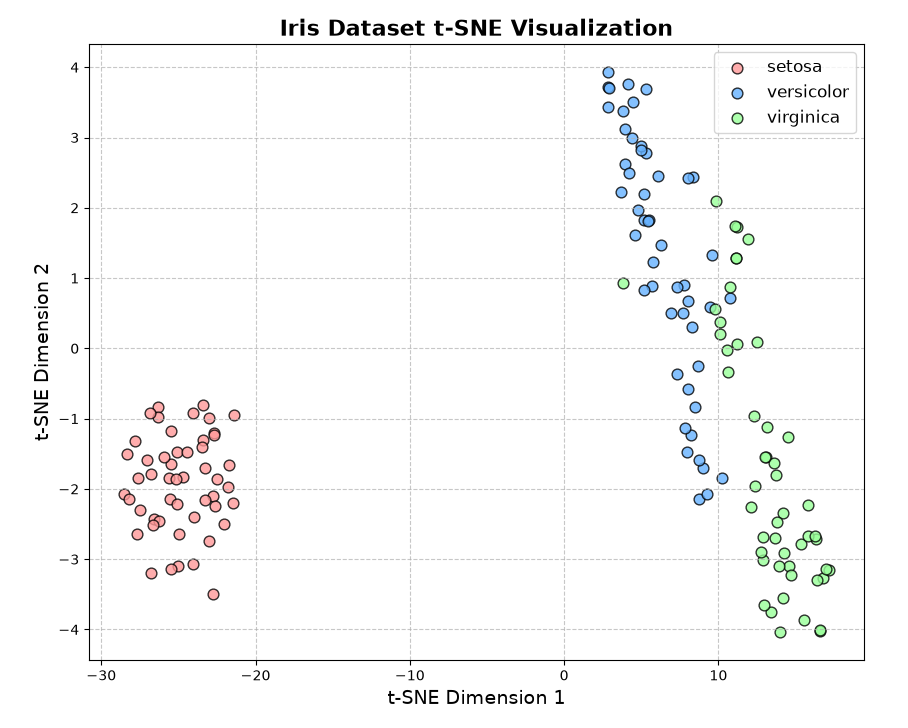 Iris Dataset t-SNE Visualization
setosa
versicolor
virginica
4
3
2
1
0
−1
−2
−3
−4
t-SNE Dimension 2
−30
−20
−10
0
10
t-SNE Dimension 1